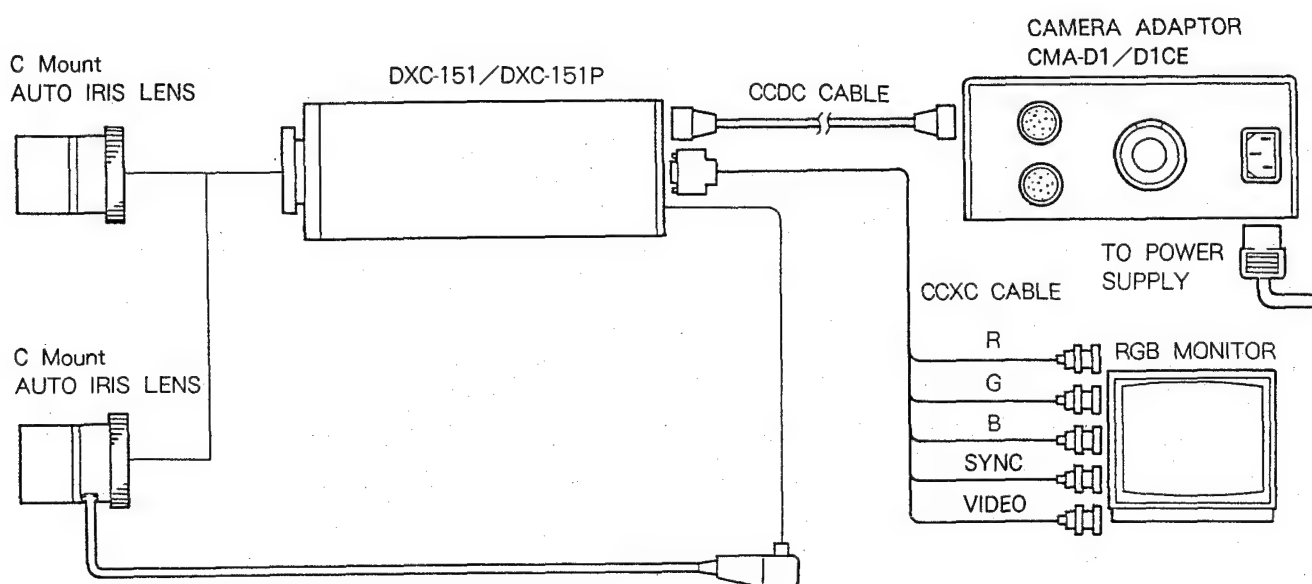 CAMERA ADAPTOR
CMA-D1／D1CE
C Mount
AUTO IRIS LENS
DXC-151／DXC-151P
CCDC CABLE
TO POWER
SUPPLY
CCXC CABLE
C Mount
AUTO IRIS LENS
R
RGB MONITOR
G
B
SYNC
VIDEO